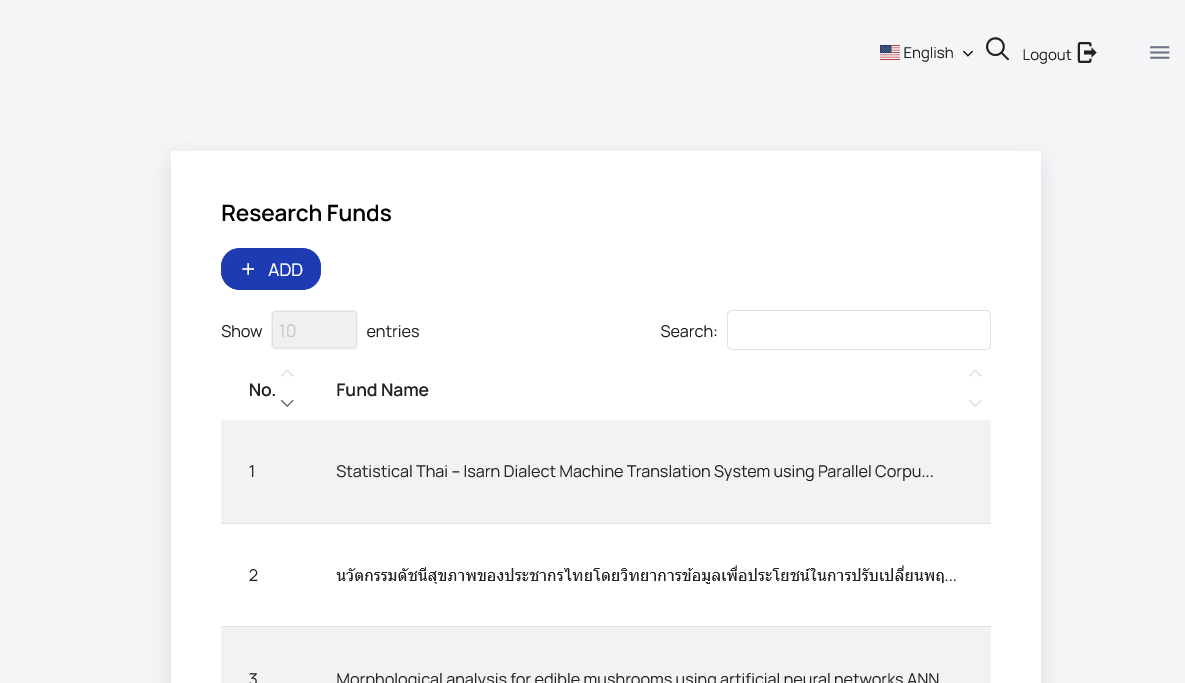 English
Logout
Research Funds
+ ADD
Show 10 entries
Search:
No. Fund Name
1 Statistical Thai – Isarn Dialect Machine Translation System using Parallel Corpu...
2 นวัตกรรมดัชนีสุขภาพของประชากรไทยโดยวิทยาการข้อมูลเพื่อประโยชน์ในการปรับเปลี่ยนพฤ...
3 Morphological analysis for edible mushrooms using artificial neural networks ANN